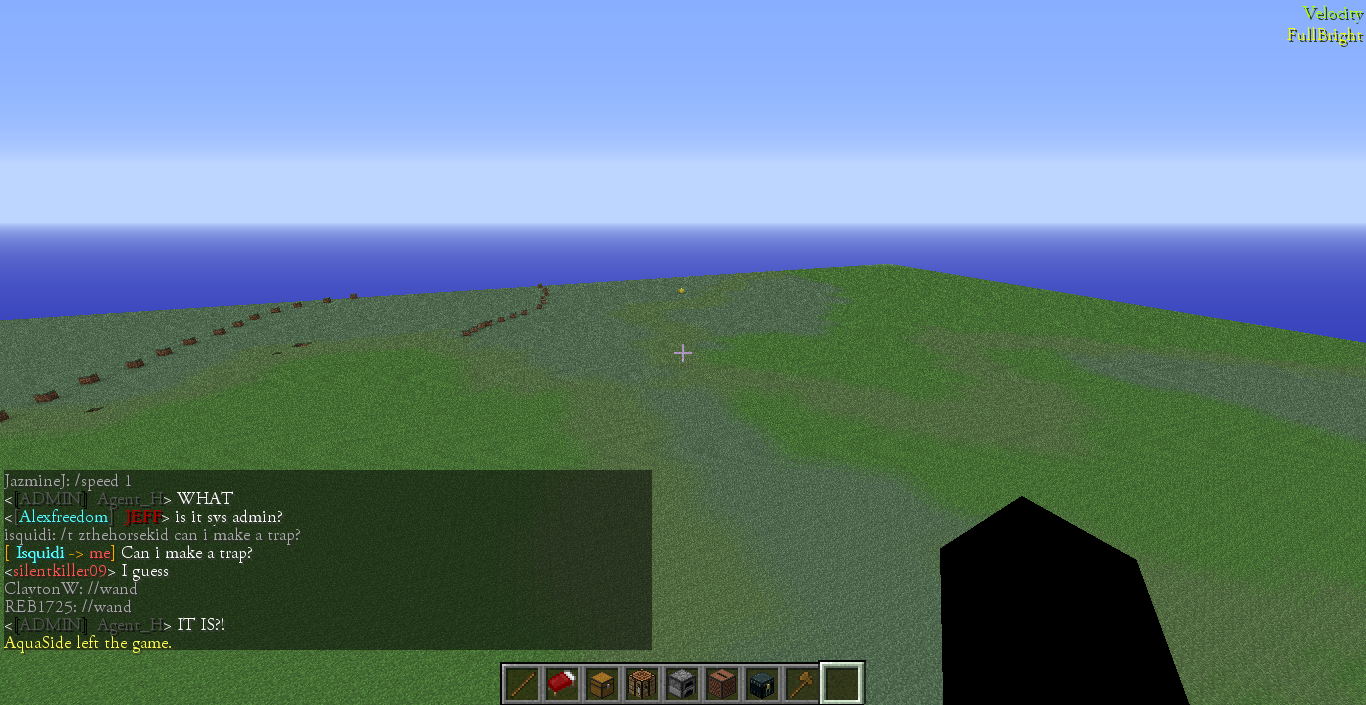 Velocity
FullBright
JazmineJ: /speed 1
<[ADMIN] Agent_H> WHAT
<[Alexfreedom] JEFF> is it sys admin?
isquidi: /t zthehorsekid can i make a trap?
[ Isquidi -> me] Can i make a trap?
<silentkiller09> I guess
ClaytonW: //wand
REB1725: //wand
<[ADMIN] Agent_H> IT IS?!
AquaSide left the game.